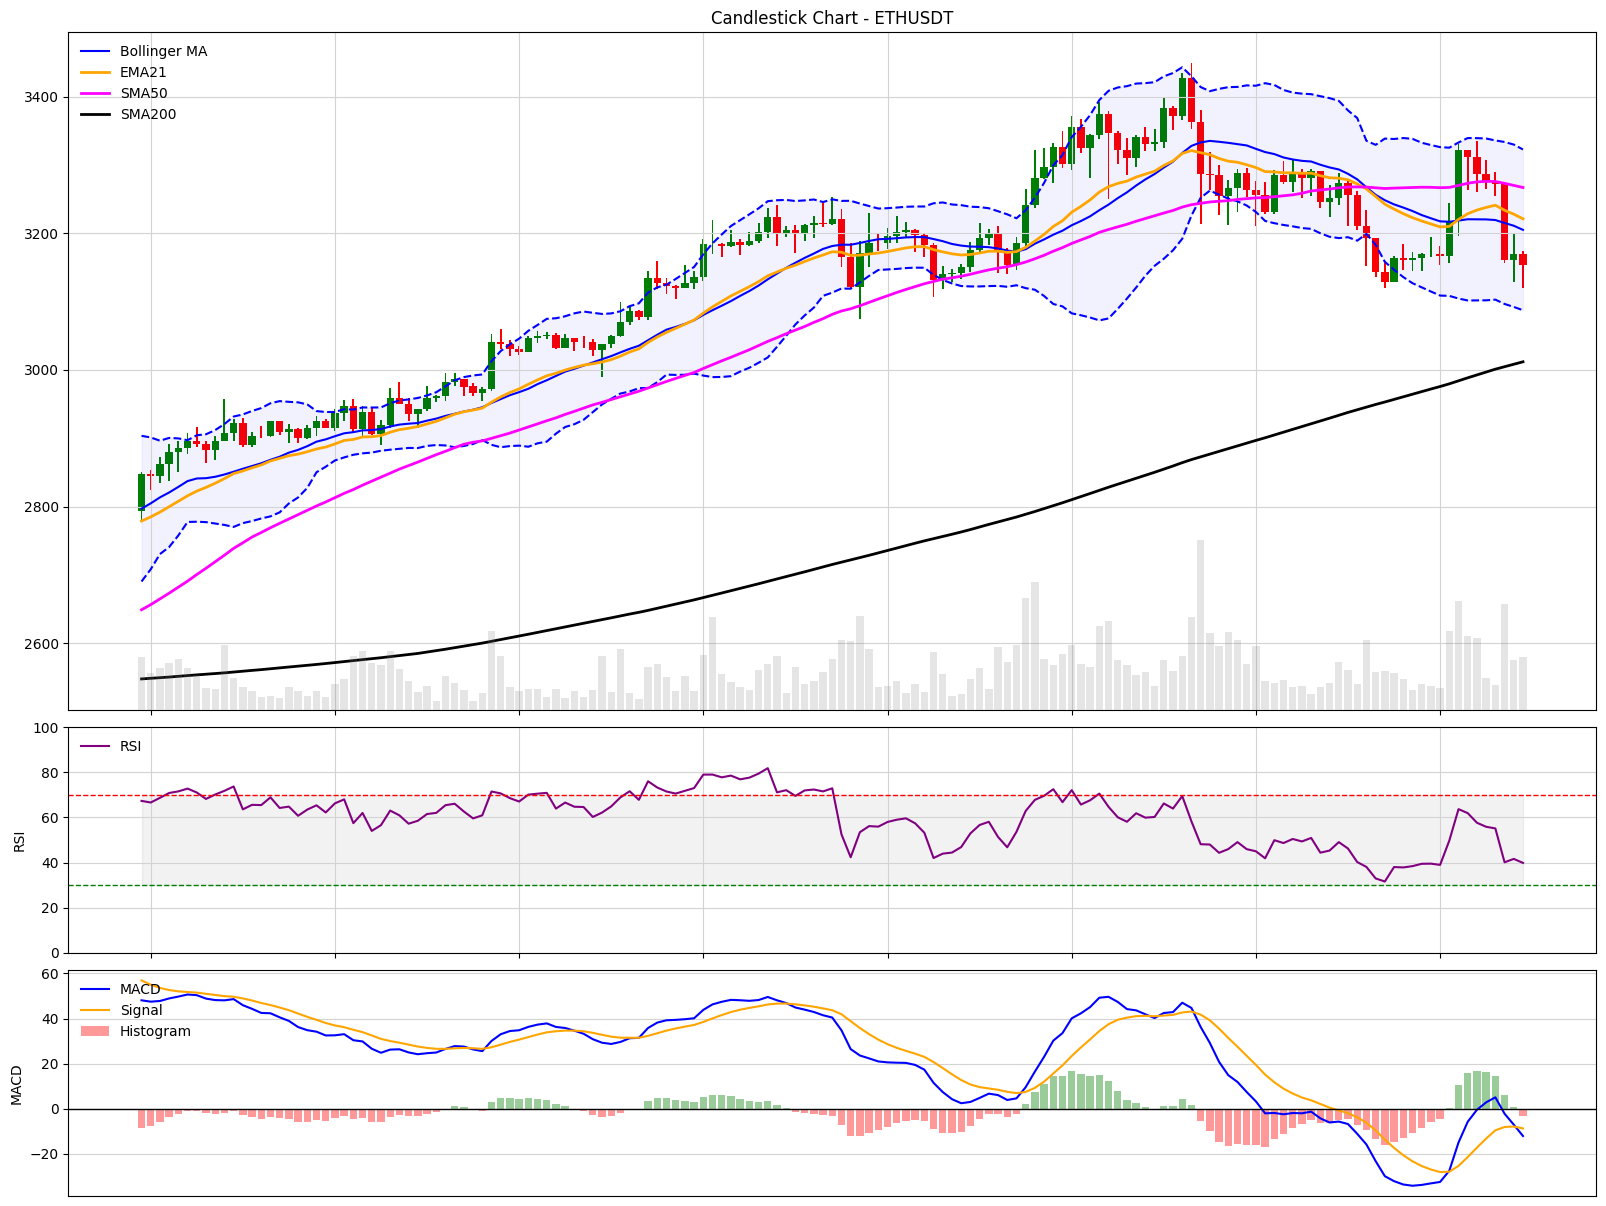 Candlestick Chart - ETHUSDT
Bollinger MA
EMA21
SMA50
SMA200
3400
3200
3000
2800
2600
100
80
60
40
20
0
RSI
RSI
60
40
20
0
−20
MACD
MACD
Signal
Histogram